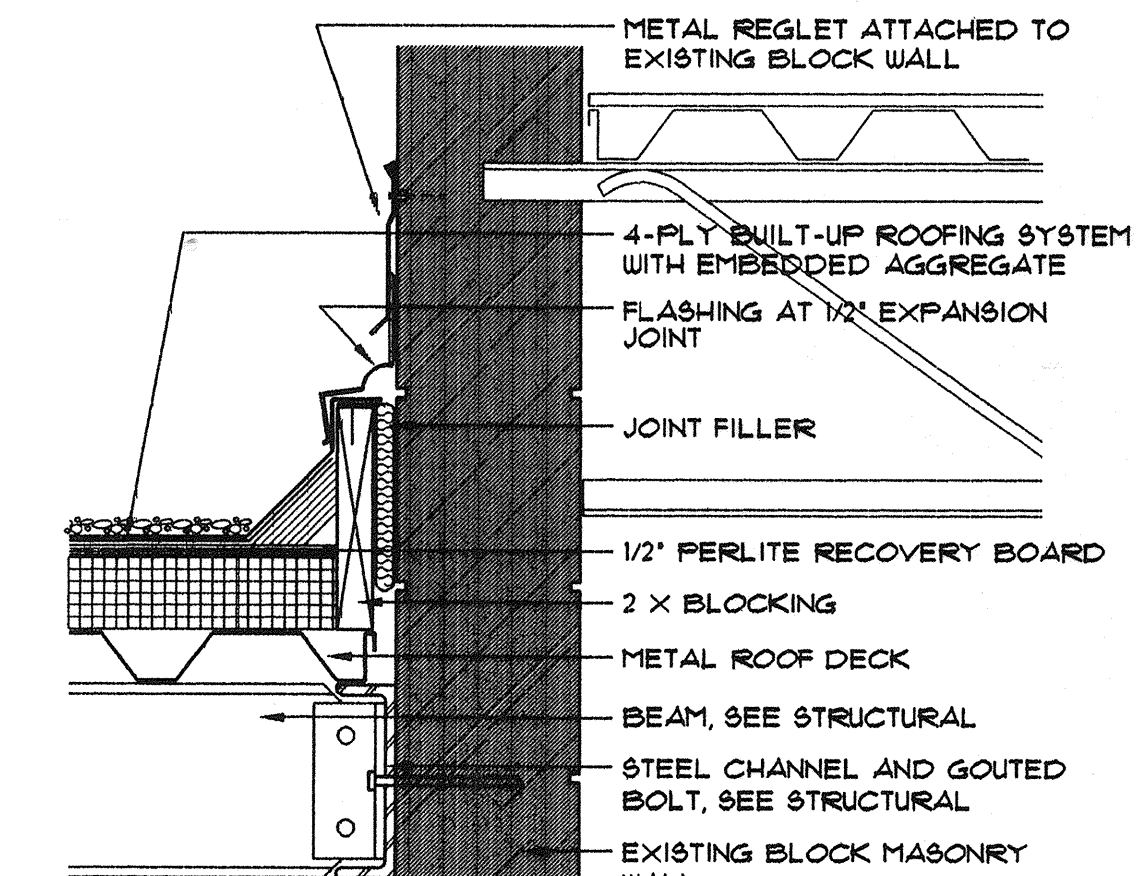 METAL REGLET ATTACHED TO
EXISTING BLOCK WALL
4-PLY BUILT-UP ROOFING SYSTEM
WITH EMBEDDED AGGREGATE
FLASHING AT 1/2" EXPANSION
JOINT
JOINT FILLER
1/2" PERLITE RECOVERY BOARD
2 X BLOCKING
METAL ROOF DECK
BEAM, SEE STRUCTURAL
STEEL CHANNEL AND GOUTED
BOLT, SEE STRUCTURAL
EXISTING BLOCK MASONRY